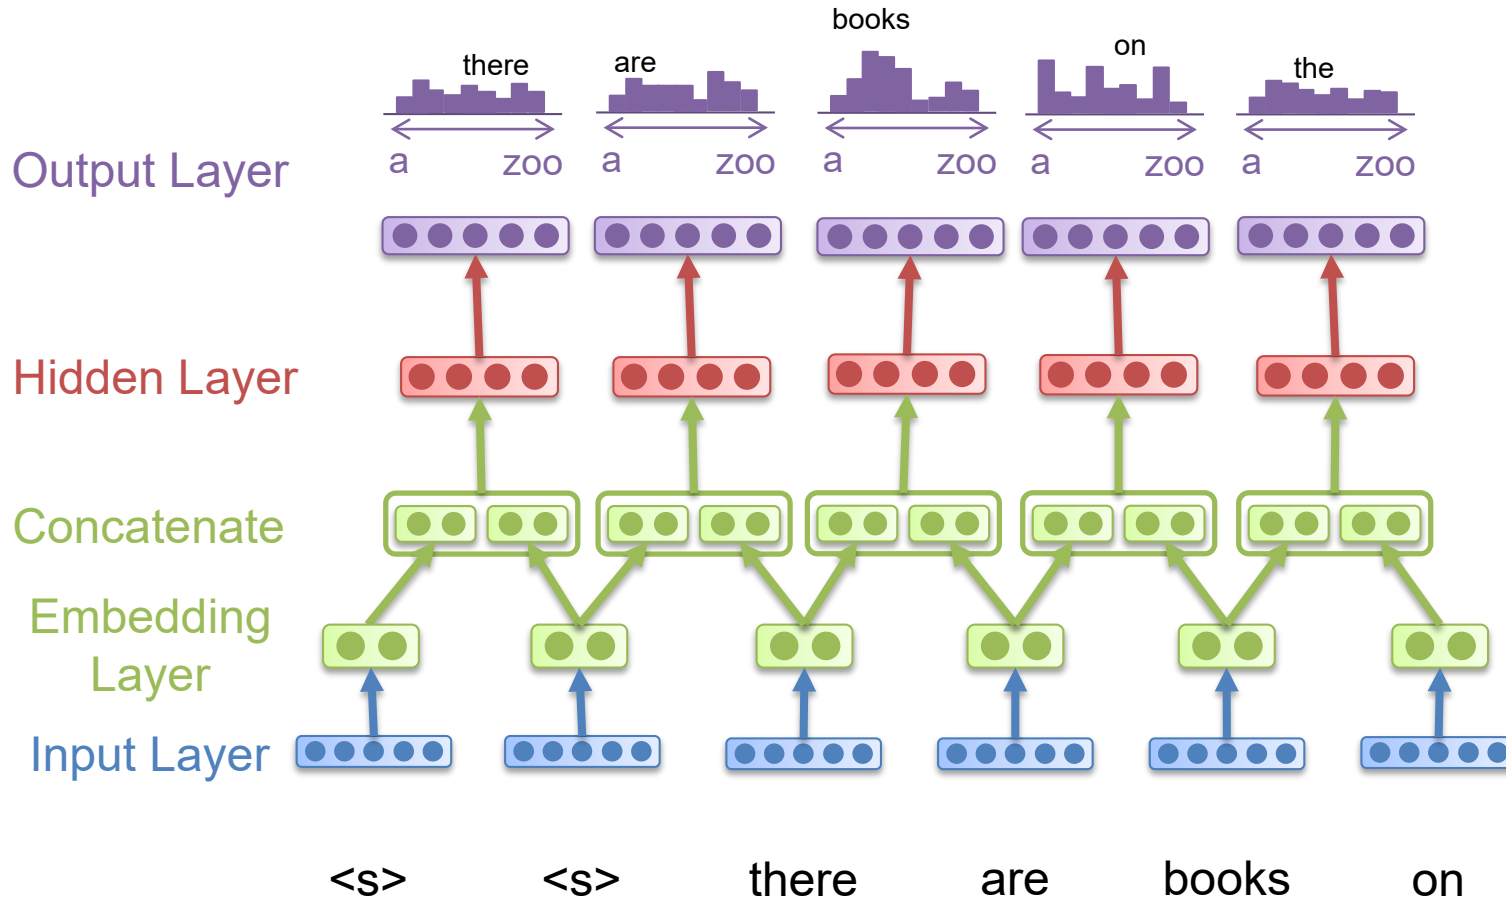 books
there
are
on
the
a zoo a zoo a zoo a zoo a zoo
Output Layer
Hidden Layer
Concatenate
Embedding
Layer
Input Layer
<s> <s> there are books on